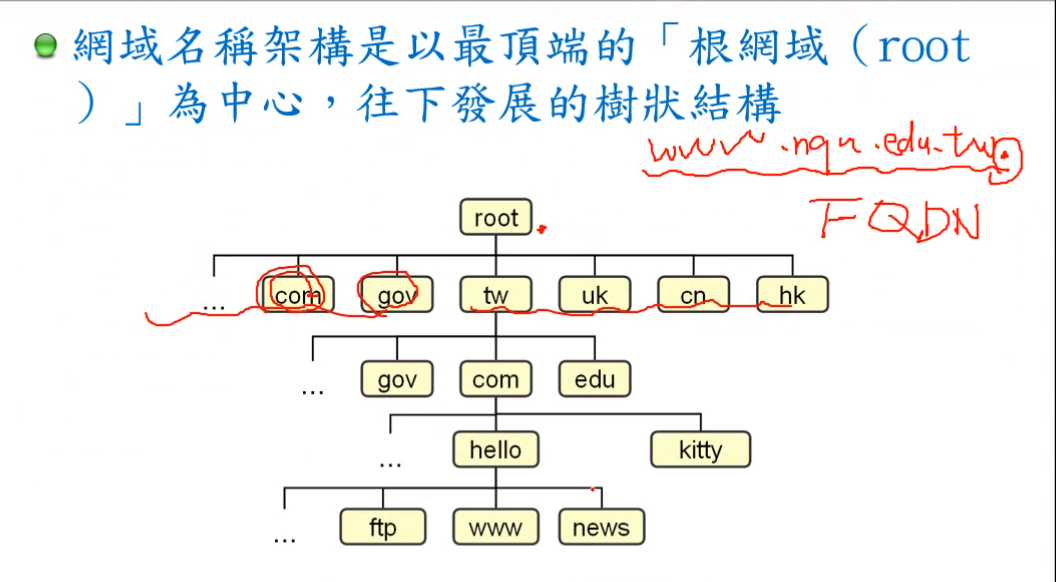 網域名稱架構是以最頂端的「根網域（root
）」為中心，往下發展的樹狀結構
www.nqu.edu.tw.
FQDN
root .
... com gov tw uk cn hk
... gov com edu
... hello kitty
... ftp www news